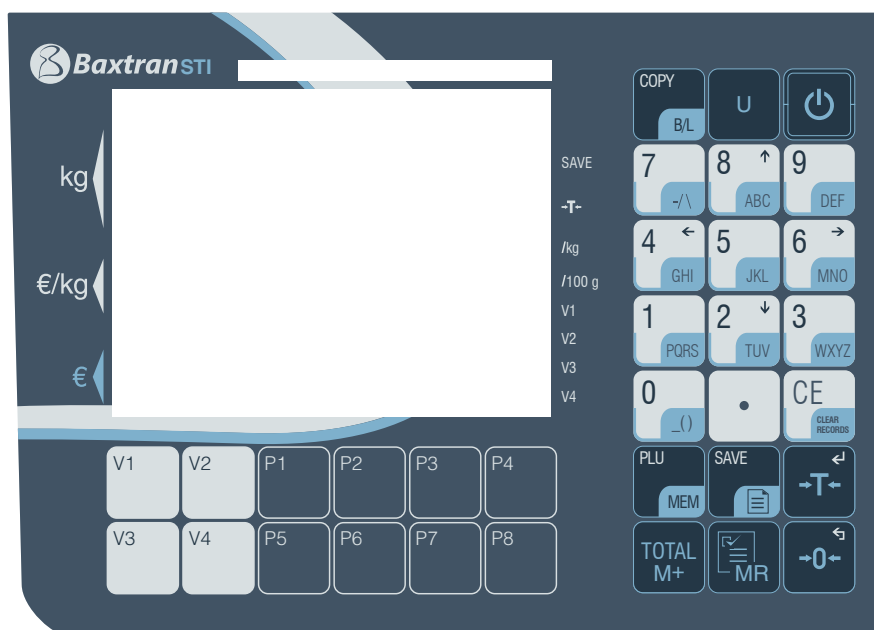 Baxtran STI
kg
€/kg
€
SAVE
→T←
/kg
/100 g
V1
V2
V3
V4
COPY
B/L
U
7
-/\
8 ↑
ABC
9
DEF
4 ←
GHI
5
JKL
6 →
MNO
1
PQRS
2 ↓
TUV
3
WXYZ
0
_()
•
CE
CLEAR
RECORDS
PLU
MEM
SAVE
→T←
TOTAL
M+
MR
→0←
V1
V2
P1
P2
P3
P4
V3
V4
P5
P6
P7
P8